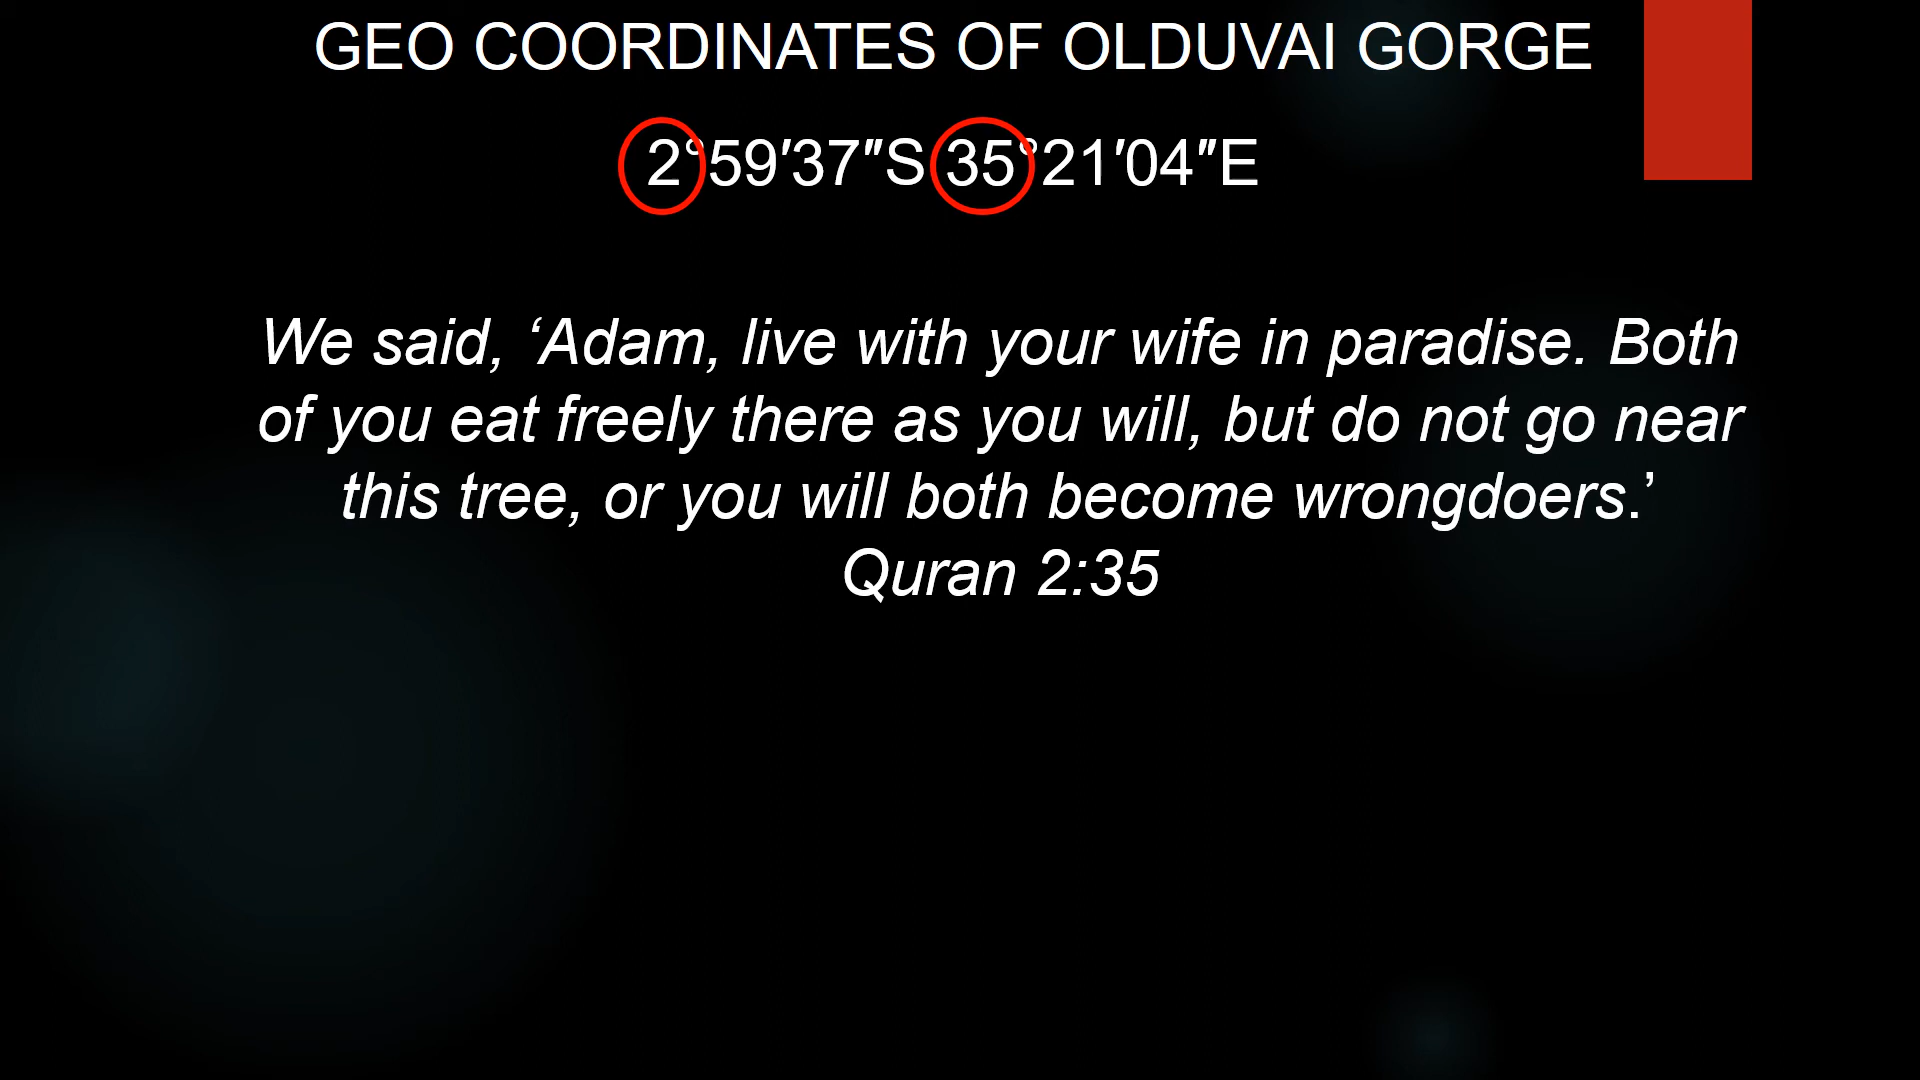 GEO COORDINATES OF OLDUVAI GORGE
2°59′37″S 35°21′04″E
We said, ‘Adam, live with your wife in paradise. Both
of you eat freely there as you will, but do not go near
this tree, or you will both become wrongdoers.’
Quran 2:35